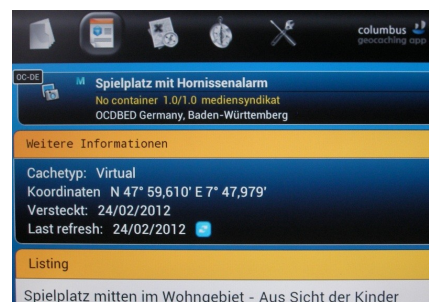 columbus
geocaching app
OC-DE
M Spielplatz mit Hornissenalarm
No container 1.0/1.0 mediensyndikat
OCDBED Germany, Baden-Württemberg
Weitere Informationen
Cachetyp: Virtual
Koordinaten N 47° 59,610' E 7° 47,979'
Versteckt: 24/02/2012
Last refresh: 24/02/2012
Listing
Spielplatz mitten im Wohngebiet - Aus Sicht der Kinder